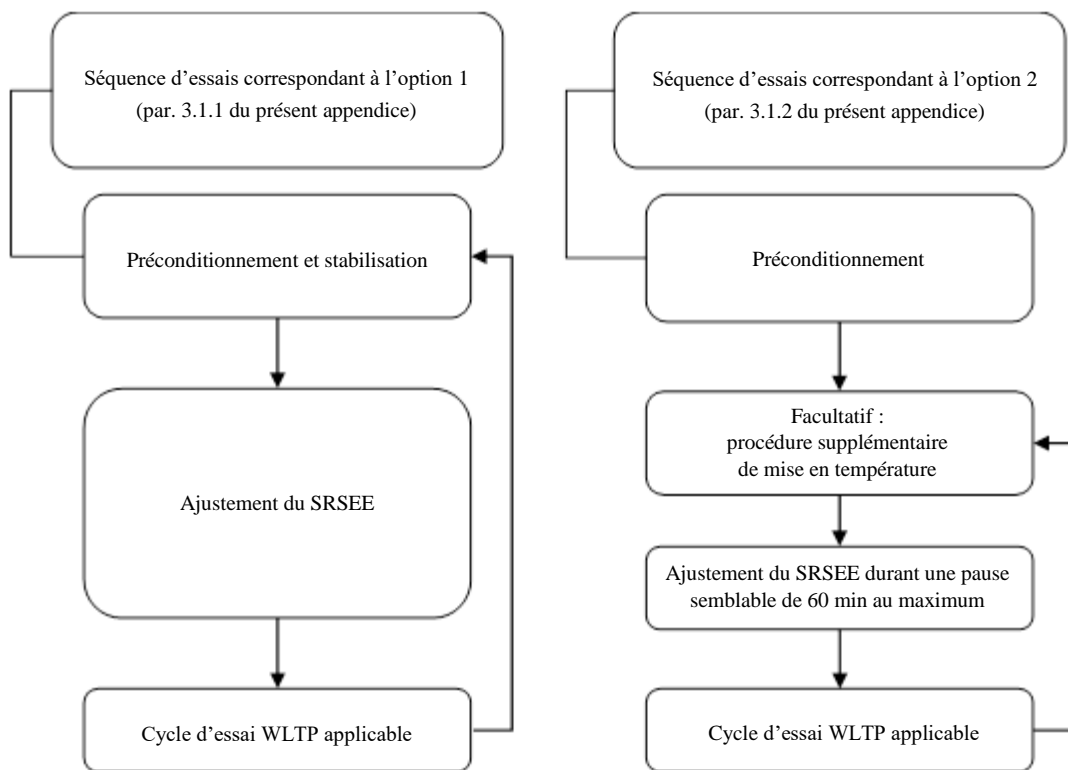 Séquence d’essais correspondant à l’option 1
(par. 3.1.1 du présent appendice)
Préconditionnement et stabilisation
Ajustement du SRSEE
Cycle d’essai WLTP applicable
Séquence d’essais correspondant à l’option 2
(par. 3.1.2 du présent appendice)
Préconditionnement
Facultatif :
procédure supplémentaire
de mise en température
Ajustement du SRSEE durant une pause
semblable de 60 min au maximum
Cycle d’essai WLTP applicable